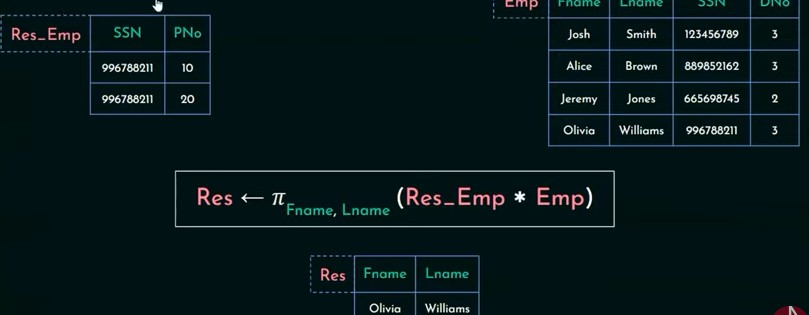 Emp Fname Lname SSN DNo
Res_Emp SSN PNo
Josh Smith 123456789 3
996788211 10
Alice Brown 889852162 3
996788211 20
Jeremy Jones 665698745 2
Olivia Williams 996788211 3
Res ← π Fname, Lname (Res_Emp * Emp)
Res Fname Lname
Olivia Williams